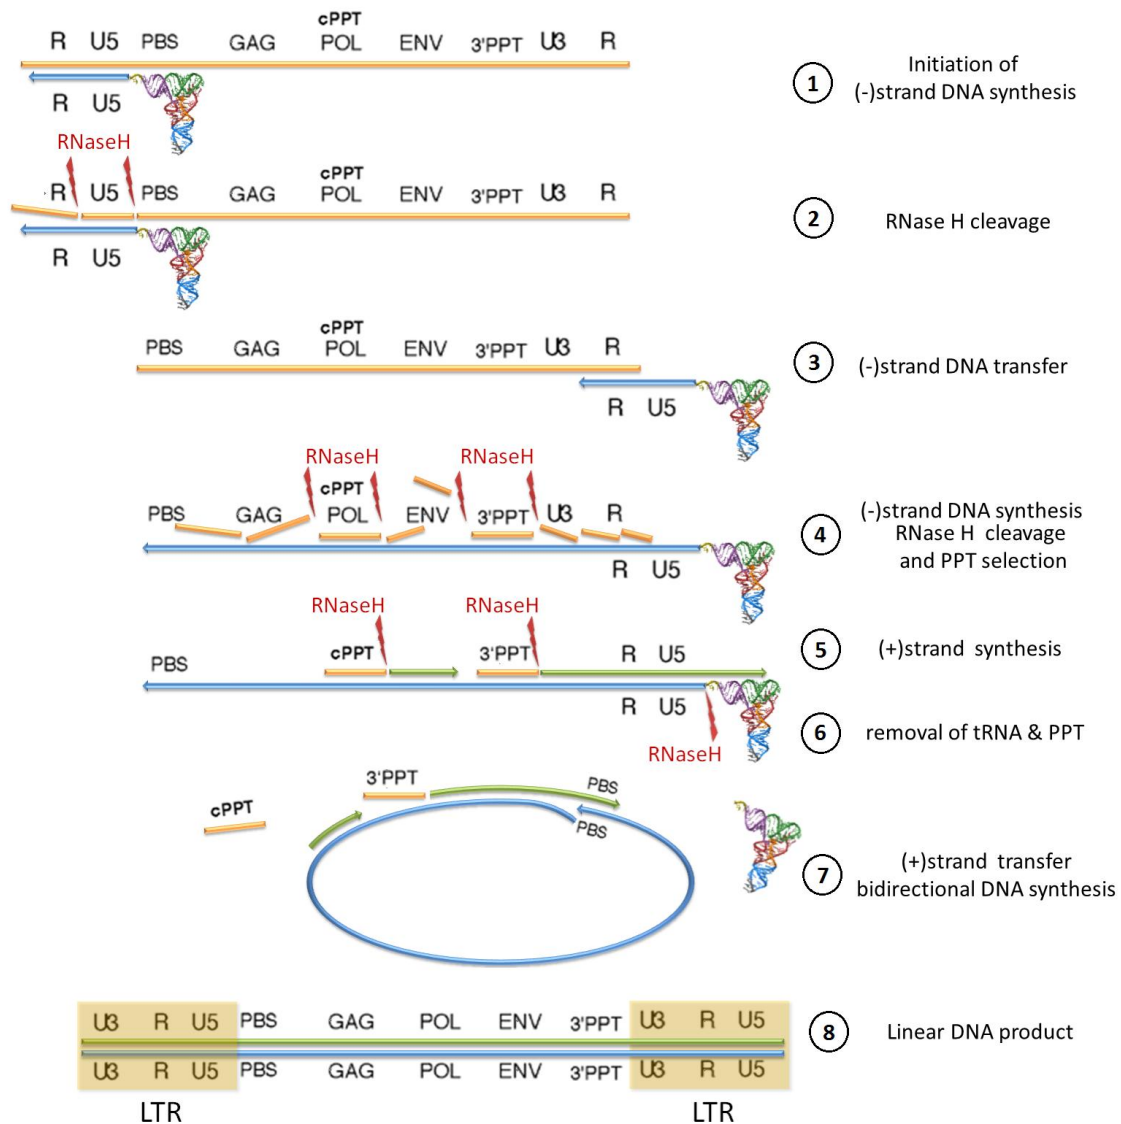 cPPT
R U5 PBS GAG POL ENV 3'PPT U3 R
1 Initiation of
(-)strand DNA synthesis
R U5
RNaseH
cPPT
R U5 PBS GAG POL ENV 3'PPT U3 R
2 RNase H cleavage
R U5
cPPT
PBS GAG POL ENV 3'PPT U3 R
3 (-)strand DNA transfer
R U5
RNaseH RNaseH
cPPT
PBS GAG POL ENV 3'PPT U3 R
4 (-)strand DNA synthesis
RNase H cleavage
and PPT selection
R U5
RNaseH RNaseH
PBS cPPT 3'PPT R U5
5 (+)strand synthesis
R U5
6 removal of tRNA & PPT
RNaseH
3'PPT PBS
cPPT
PBS
7 (+)strand transfer
bidirectional DNA synthesis
U3 R U5 PBS GAG POL ENV 3'PPT U3 R U5
8 Linear DNA product
U3 R U5 PBS GAG POL ENV 3'PPT U3 R U5
LTR LTR